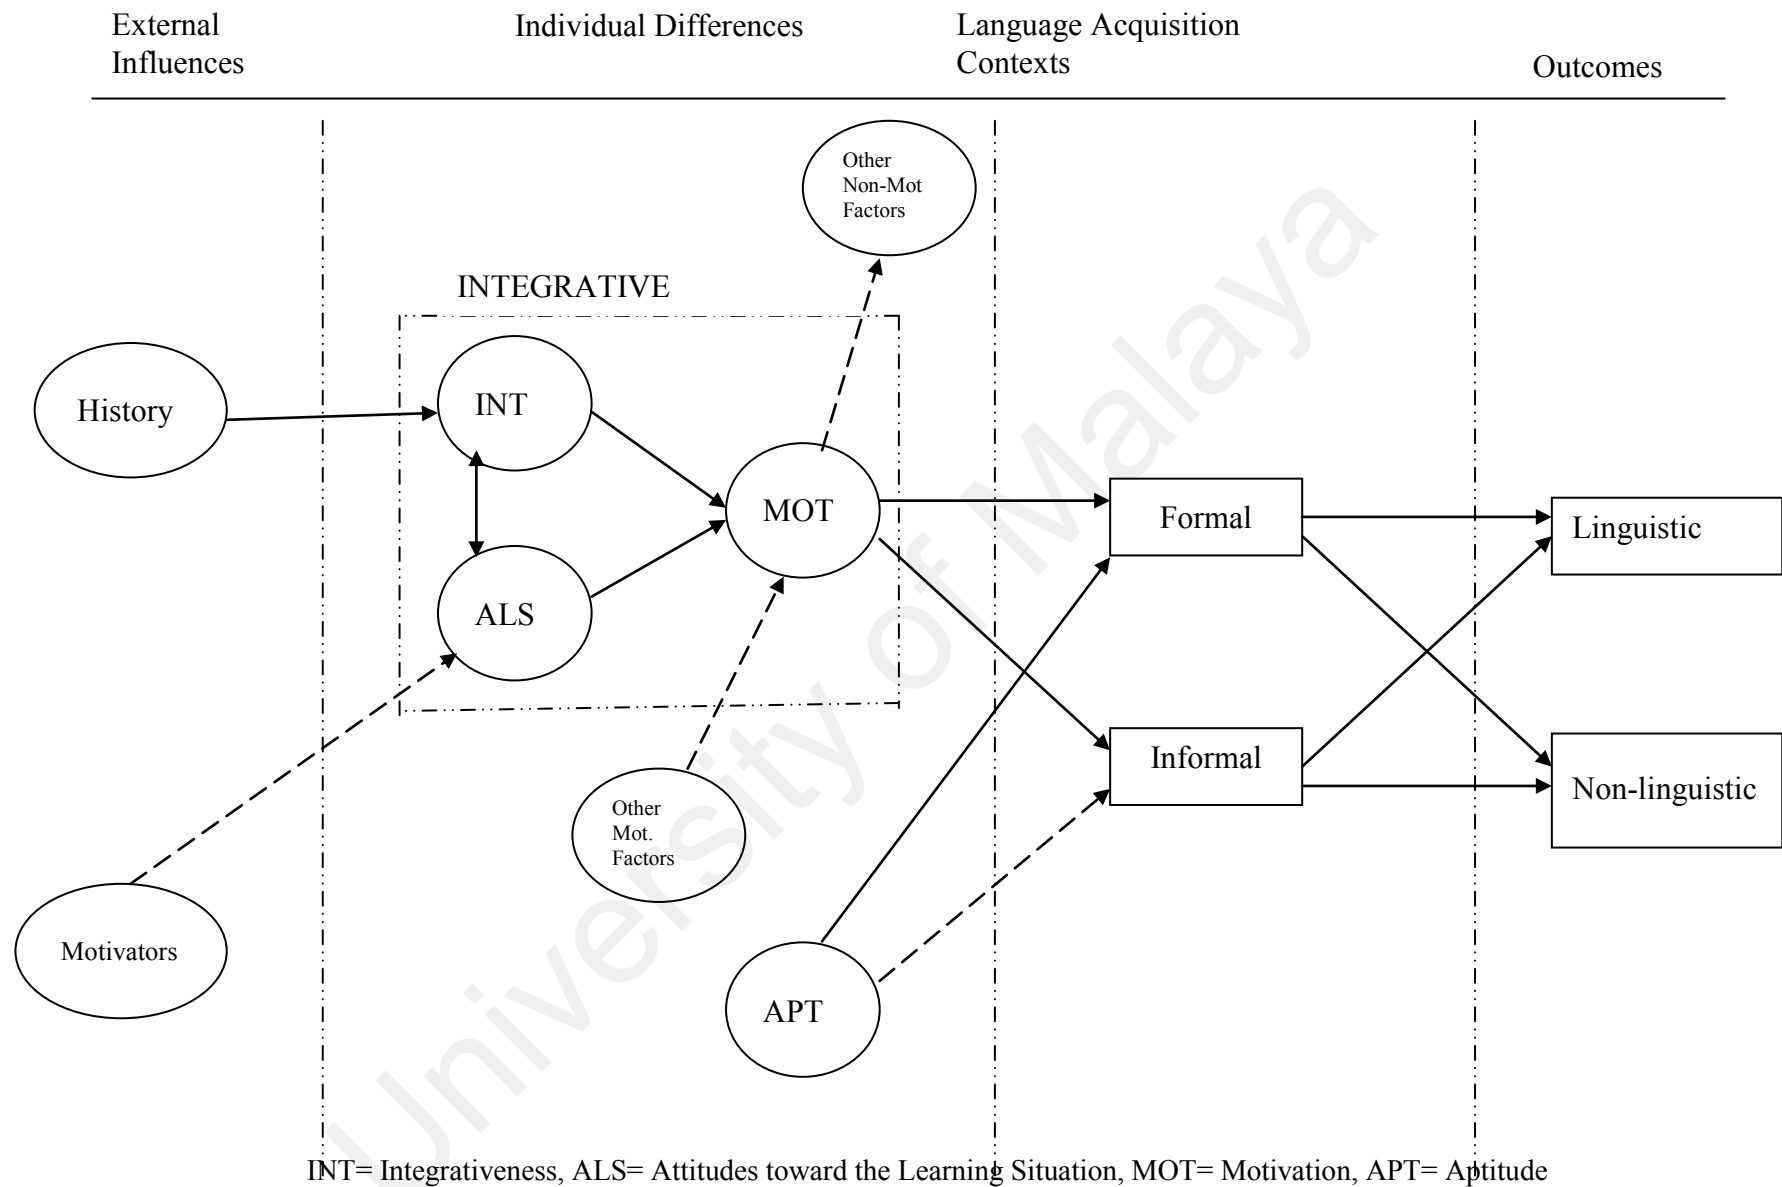 External
Influences
Individual Differences
Language Acquisition
Contexts
Outcomes
Other
Non-Mot
Factors
INTEGRATIVE
History
INT
MOT
ALS
Formal
Linguistic
Informal
Non-linguistic
Other
Mot.
Factors
Motivators
APT
INT= Integrativeness, ALS= Attitudes toward the Learning Situation, MOT= Motivation, APT= Aptitude
University of Malaya